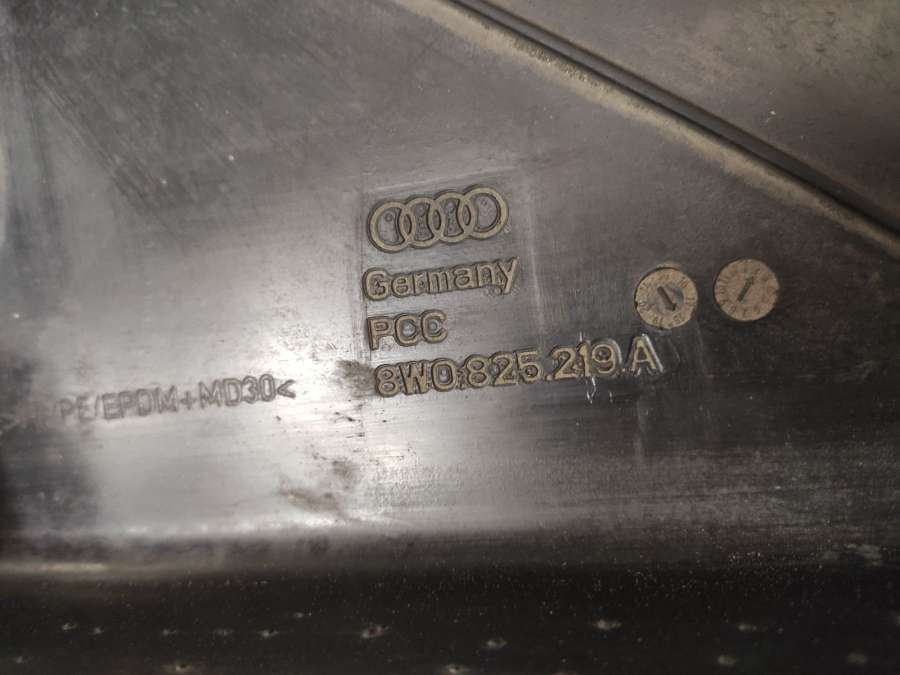 Germany
PCC
8W0.825.219.A
PE/EPDM+MD30<